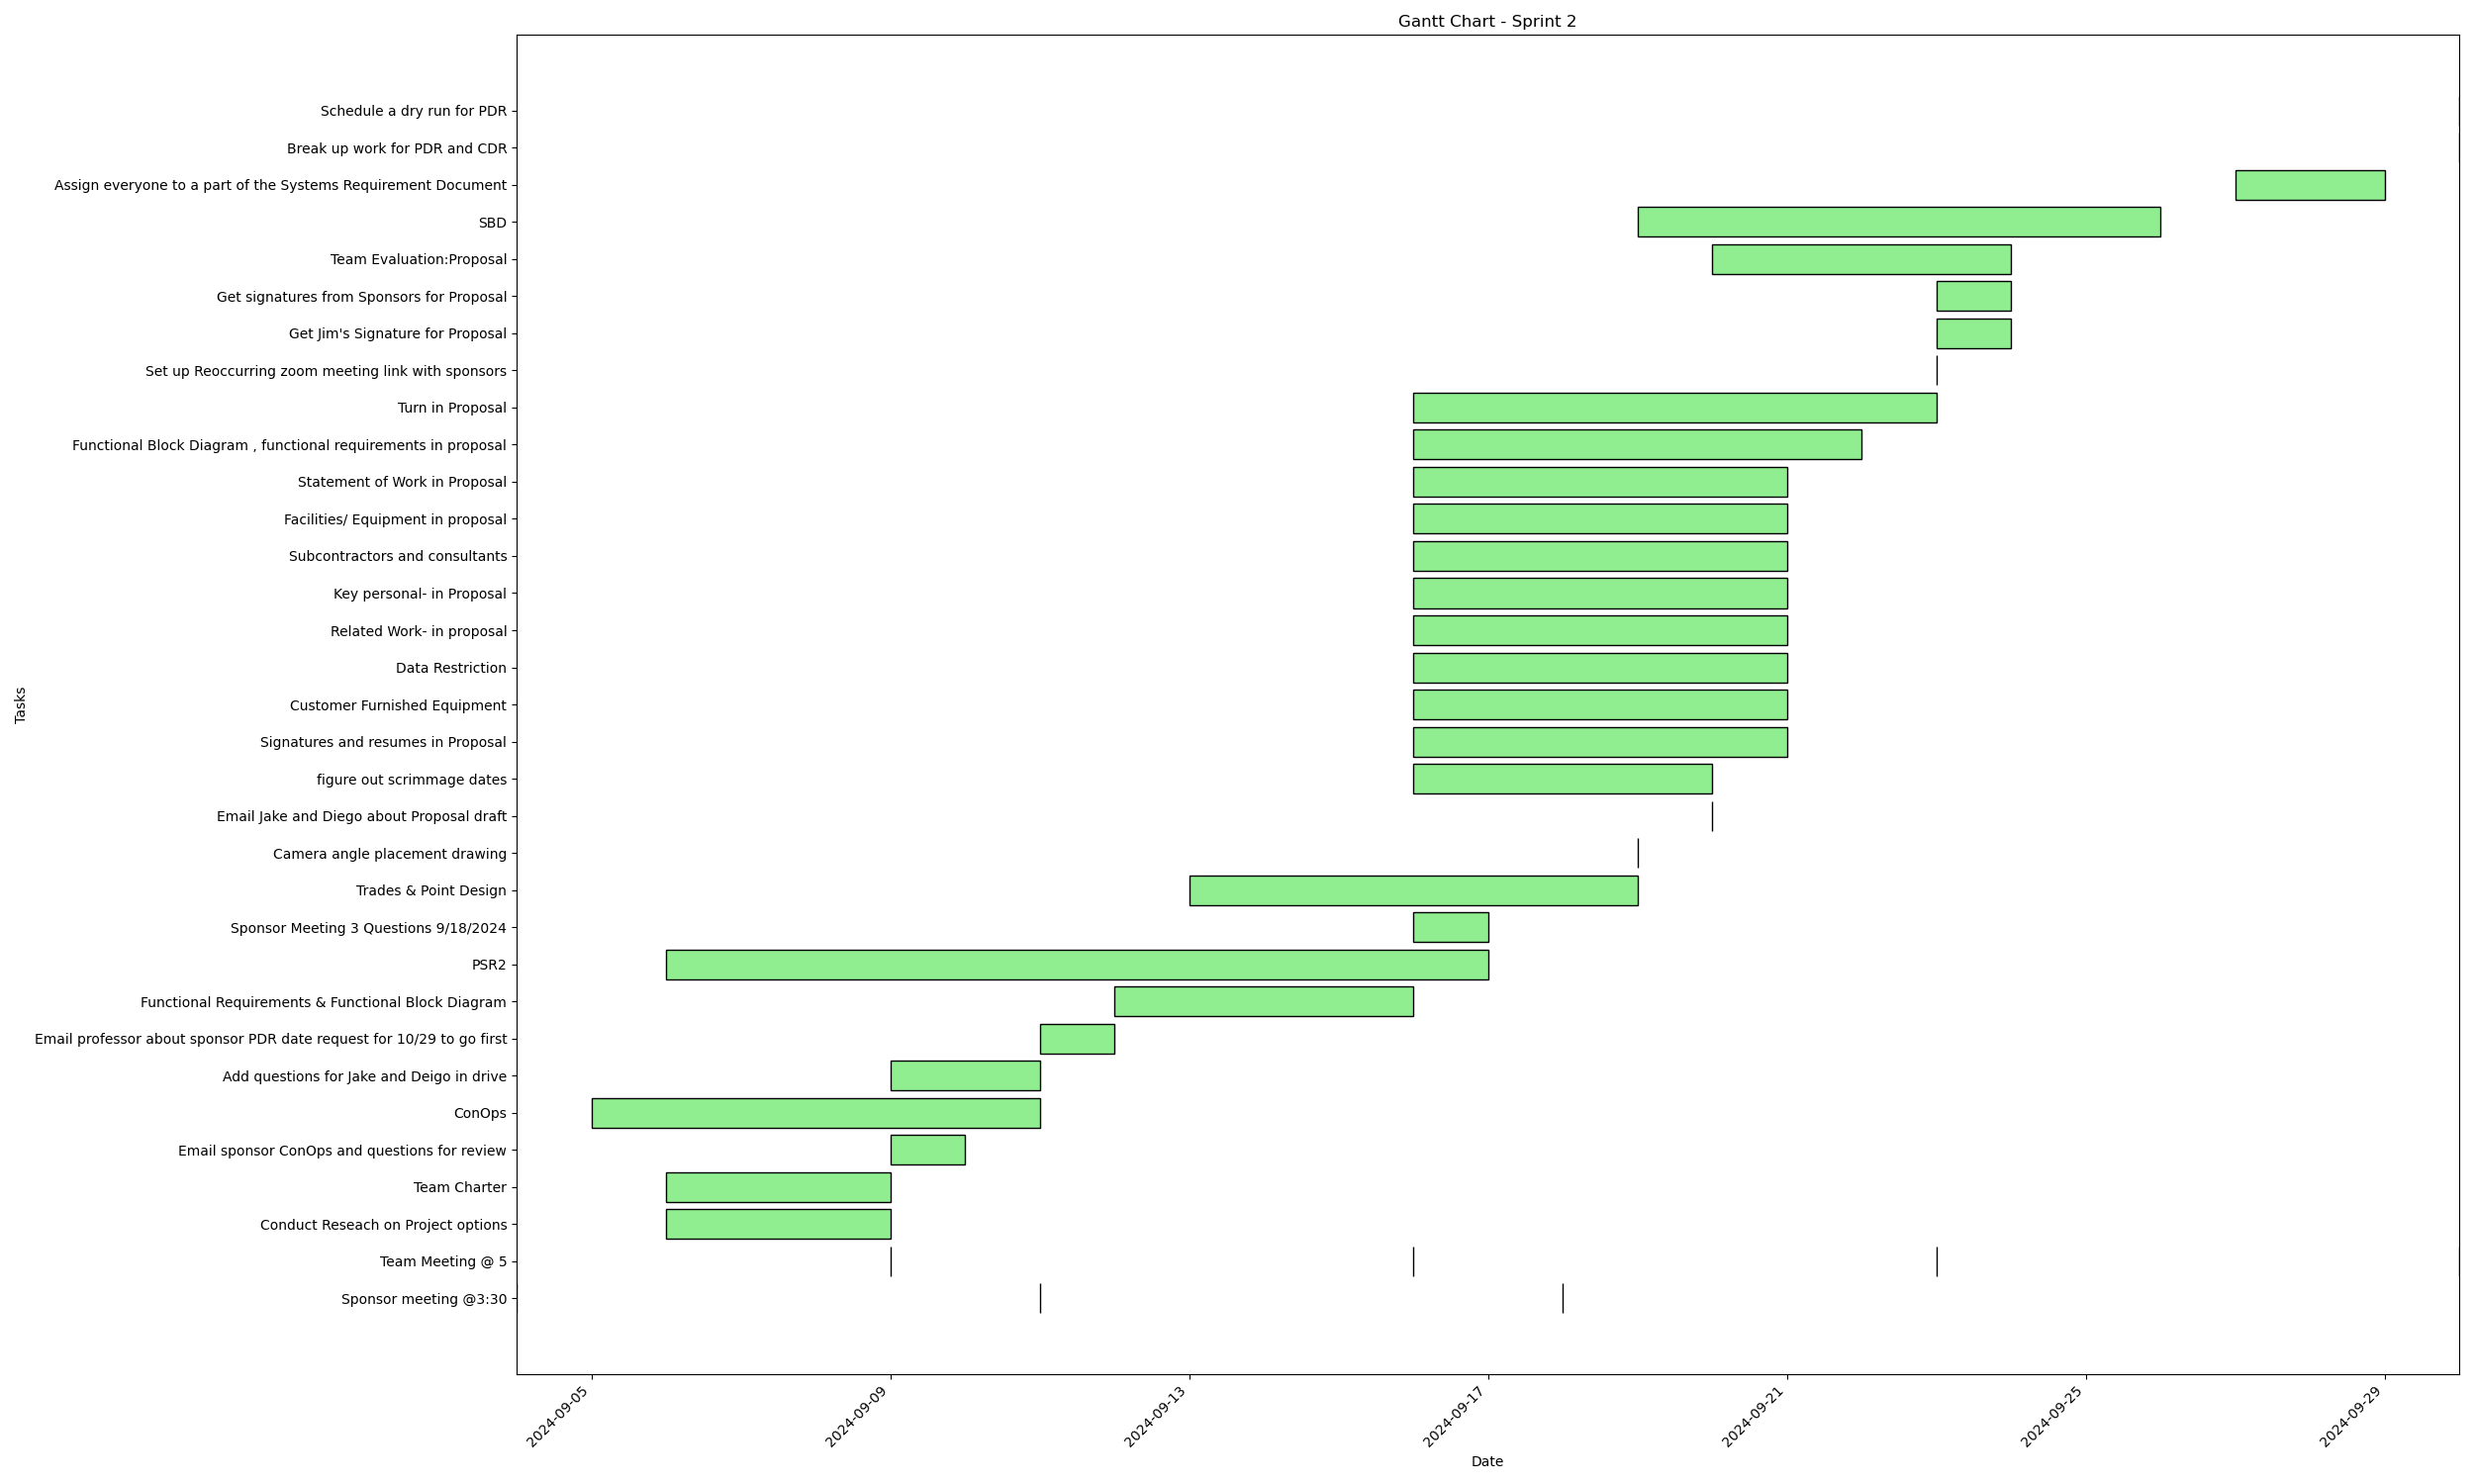 Gantt Chart - Sprint 2
Schedule a dry run for PDR
Break up work for PDR and CDR
Assign everyone to a part of the Systems Requirement Document
SBD
Team Evaluation:Proposal
Get signatures from Sponsors for Proposal
Get Jim's Signature for Proposal
Set up Reoccurring zoom meeting link with sponsors
Turn in Proposal
Functional Block Diagram , functional requirements in proposal
Statement of Work in Proposal
Facilities/ Equipment in proposal
Subcontractors and consultants
Key personal- in Proposal
Related Work- in proposal
Data Restriction
Customer Furnished Equipment
Signatures and resumes in Proposal
figure out scrimmage dates
Email Jake and Diego about Proposal draft
Camera angle placement drawing
Trades & Point Design
Sponsor Meeting 3 Questions 9/18/2024
PSR2
Functional Requirements & Functional Block Diagram
Email professor about sponsor PDR date request for 10/29 to go first
Add questions for Jake and Deigo in drive
ConOps
Email sponsor ConOps and questions for review
Team Charter
Conduct Reseach on Project options
Team Meeting @ 5
Sponsor meeting @3:30
Tasks
2024-09-05
2024-09-09
2024-09-13
2024-09-17
2024-09-21
2024-09-25
2024-09-29
Date